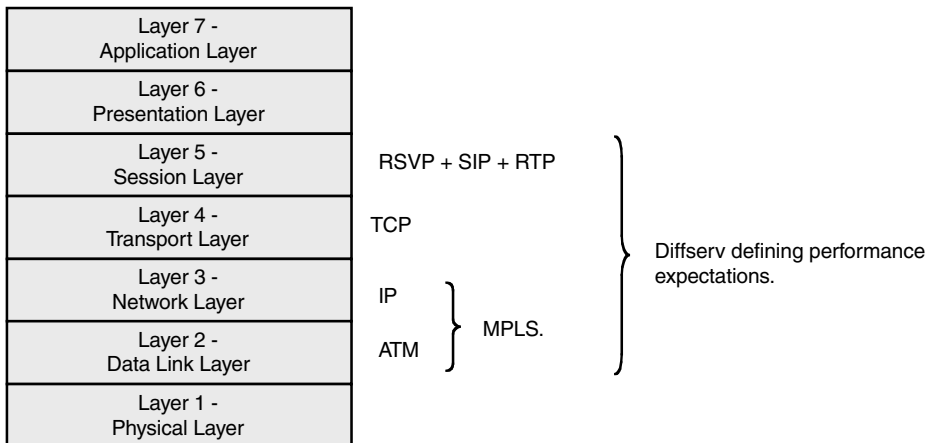 Layer 7 -
Application Layer
Layer 6 -
Presentation Layer
Layer 5 -
Session Layer
RSVP + SIP + RTP
Layer 4 -
Transport Layer
TCP
Diffserv defining performance
expectations.
Layer 3 -
Network Layer
IP
MPLS.
Layer 2 -
Data Link Layer
ATM
Layer 1 -
Physical Layer